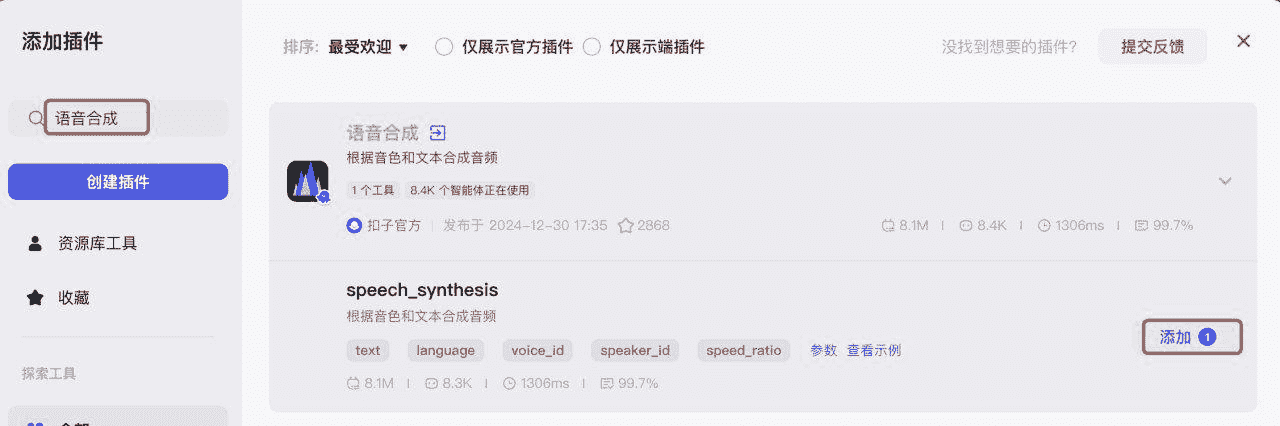 添加插件
语音合成
创建插件
资源库工具
收藏
探索工具
全部
排序: 最受欢迎 仅展示官方插件 仅展示端插件 没找到想要的插件? 提交反馈
语音合成
根据音色和文本合成音频
1 个工具 8.4K 个智能体正在使用
扣子官方 发布于 2024-12-30 17:35 2868 8.1M 8.4K 1306ms 99.7%
speech_synthesis
根据音色和文本合成音频
text language voice_id speaker_id speed_ratio 参数 查看示例
添加 1
8.1M 8.3K 1306ms 99.7%